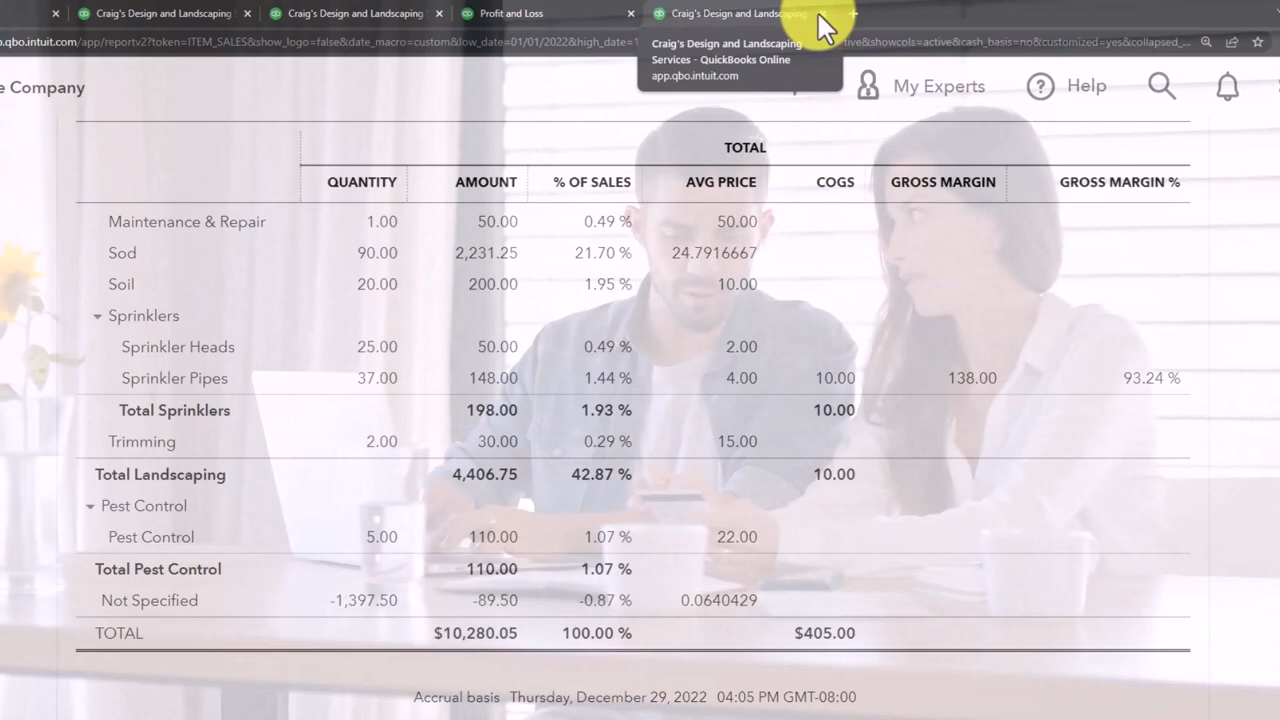 Craig's Design and Landscaping
Craig's Design and Landscaping
Profit and Loss
Craig's Design and Landscaping
.qbo.intuit.com/app/report2?token=ITEM_SALES&show_logo=false&date_macro=custom&low_date=01/01/2022&high_date=1
tive&showcols=active&cash_basis=no&customized=yes&collapsed_...
Craig's Design and Landscaping
Services - QuickBooks Online
app.qbo.intuit.com
e Company
My Experts
? Help
TOTAL
QUANTITY AMOUNT % OF SALES AVG PRICE COGS GROSS MARGIN GROSS MARGIN %
Maintenance & Repair 1.00 50.00 0.49 % 50.00
Sod 90.00 2,231.25 21.70 % 24.7916667
Soil 20.00 200.00 1.95 % 10.00
Sprinklers
Sprinkler Heads 25.00 50.00 0.49 % 2.00
Sprinkler Pipes 37.00 148.00 1.44 % 4.00 10.00 138.00 93.24 %
Total Sprinklers 198.00 1.93 % 10.00
Trimming 2.00 30.00 0.29 % 15.00
Total Landscaping 4,406.75 42.87 % 10.00
Pest Control
Pest Control 5.00 110.00 1.07 % 22.00
Total Pest Control 110.00 1.07 %
Not Specified -1,397.50 -89.50 -0.87 % 0.0640429
TOTAL $10,280.05 100.00 % $405.00
Accrual basis Thursday, December 29, 2022 04:05 PM GMT-08:00